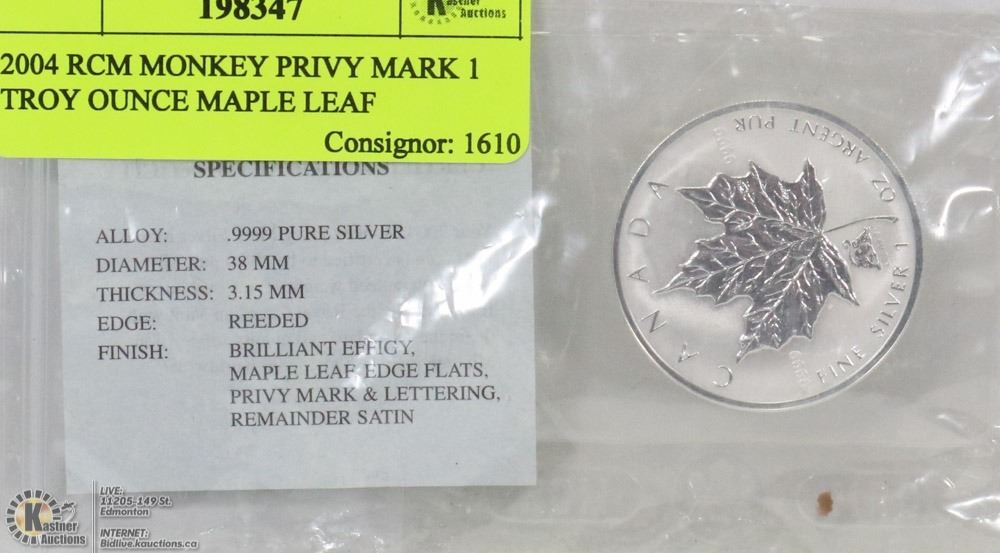 198347
Kastner
Auctions
2004 RCM MONKEY PRIVY MARK 1
TROY OUNCE MAPLE LEAF
Consignor: 1610
SPECIFICATIONS
ALLOY: .9999 PURE SILVER
DIAMETER: 38 MM
THICKNESS: 3.15 MM
EDGE: REEDED
FINISH: BRILLIANT EFFIGY,
MAPLE LEAF, EDGE FLATS,
PRIVY MARK & LETTERING,
REMAINDER SATIN
CANADA
9999
FINE SILVER 1 OZ ARGENT PUR
9999
Kastner
Auctions
LIVE:
11205-149 St.
Edmonton
INTERNET:
Bidlive.kauctions.ca